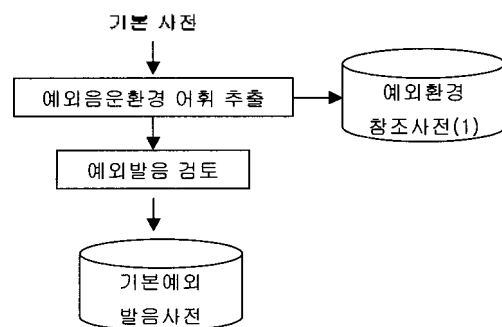 기본 사전
예외음운환경 어휘 추출
예외환경
참조사전(1)
예외발음 검토
기본예외
발음사전